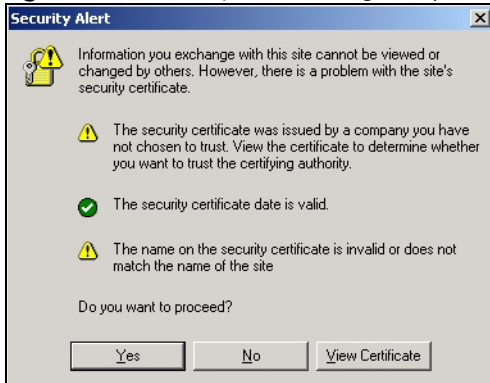 Security Alert
Information you exchange with this site cannot be viewed or
changed by others. However, there is a problem with the site's
security certificate.
The security certificate was issued by a company you have
not chosen to trust. View the certificate to determine whether
you want to trust the certifying authority.
The security certificate date is valid.
The name on the security certificate is invalid or does not
match the name of the site
Do you want to proceed?
Yes No View Certificate